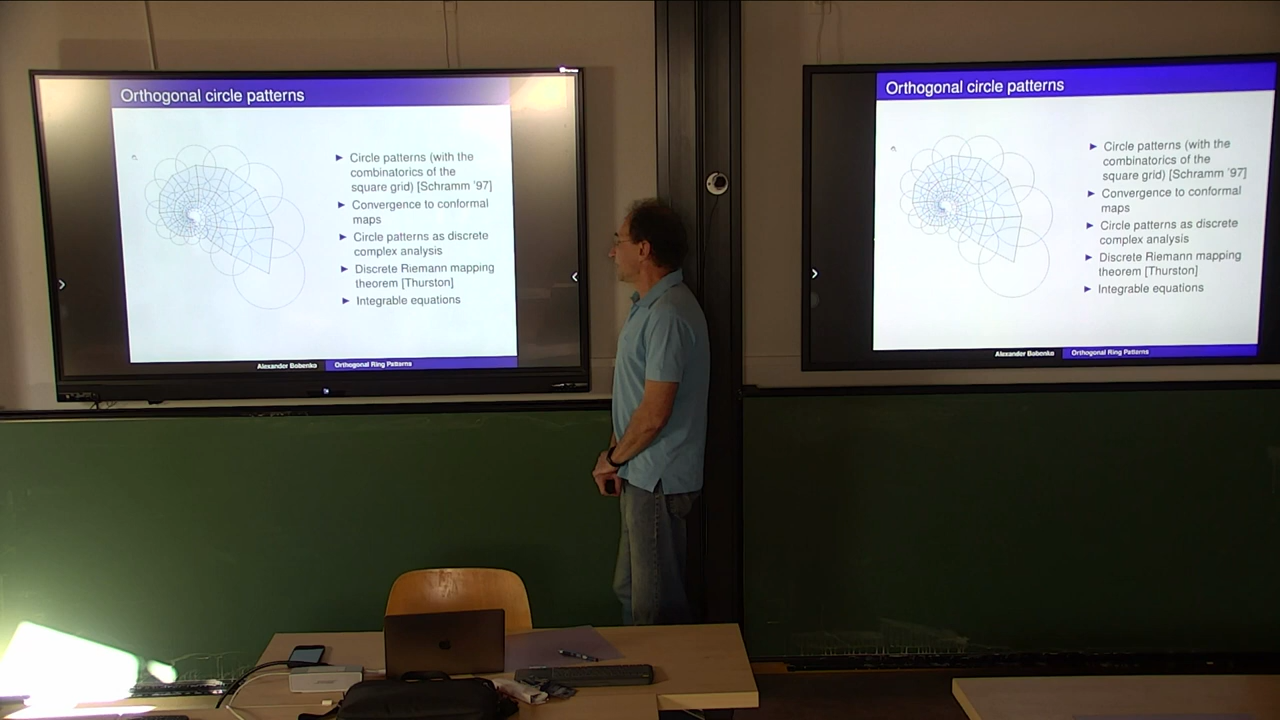 Orthogonal circle patterns
▶ Circle patterns (with the
combinatorics of the
square grid) [Schramm '97]
▶ Convergence to conformal
maps
▶ Circle patterns as discrete
complex analysis
▶ Discrete Riemann mapping
theorem [Thurston]
▶ Integrable equations
Alexander Bobenko Orthogonal Ring Patterns
Orthogonal circle patterns
▶ Circle patterns (with the
combinatorics of the
square grid) [Schramm '97]
▶ Convergence to conformal
maps
▶ Circle patterns as discrete
complex analysis
▶ Discrete Riemann mapping
theorem [Thurston]
▶ Integrable equations
Alexander Bobenko Orthogonal Ring Patterns